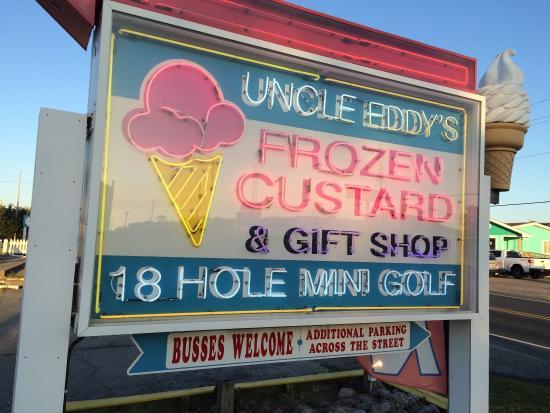 UNCLE EDDY'S
FROZEN
CUSTARD
& GIFT SHOP
18 HOLE MINI GOLF
BUSSES WELCOME • ADDITIONAL PARKING
ACROSS THE STREET